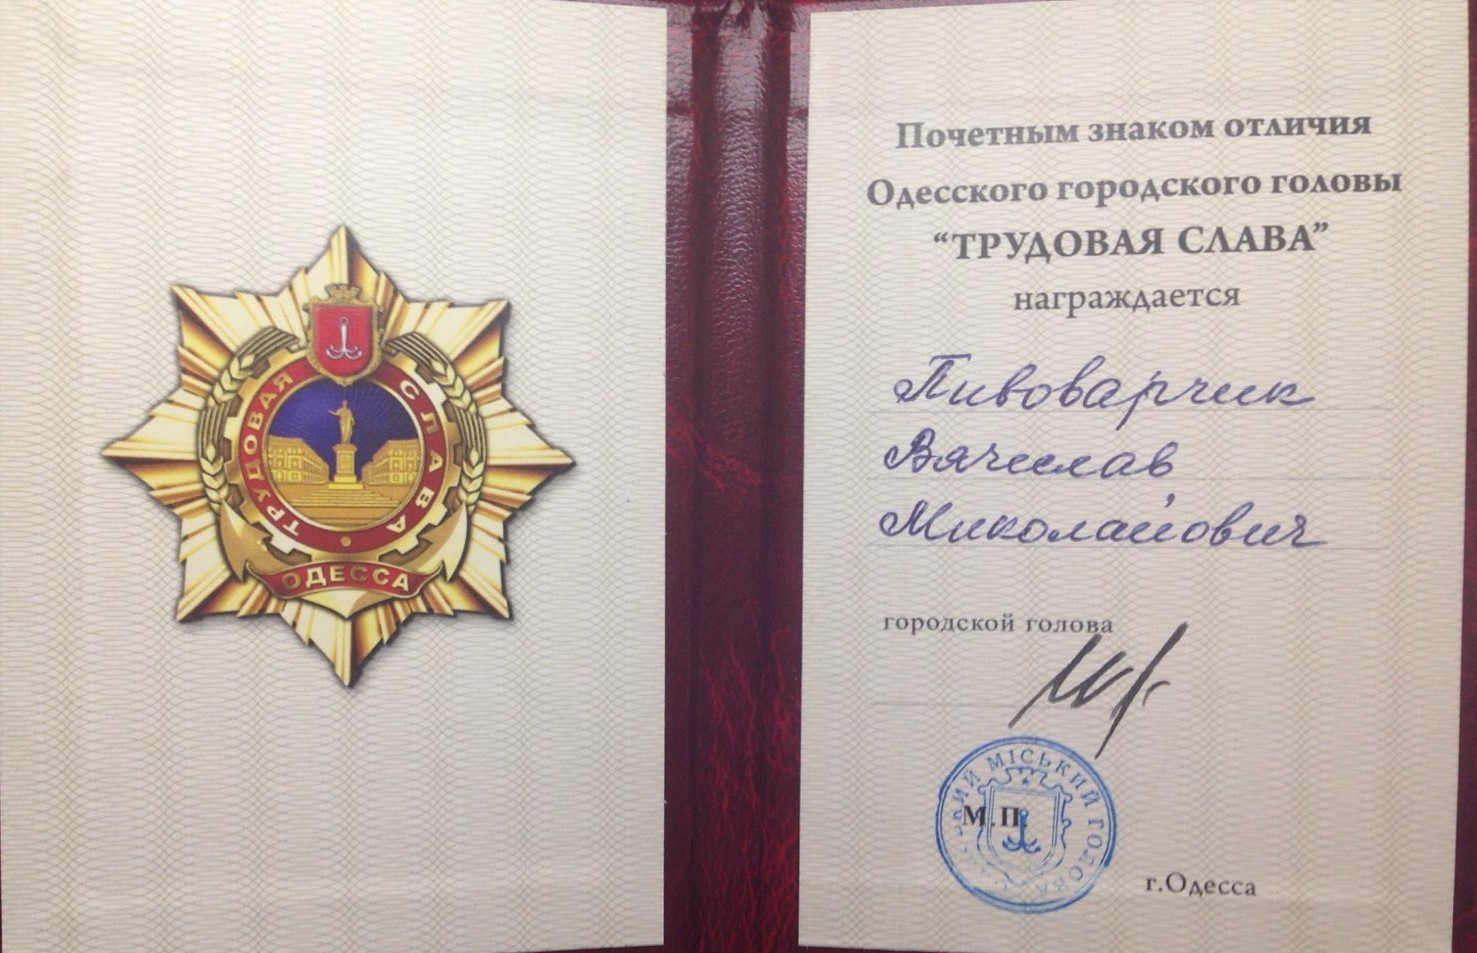 ТРУДОВАЯ СЛАВА
ОДЕССА
Почетным знаком отличия
Одесского городского головы
“ТРУДОВАЯ СЛАВА”
награждается
Пивоварчик
Вячеслав
Миколайович
городской голова
МІСЬКИЙ ГОЛОВА
М.П.
г.Одесса